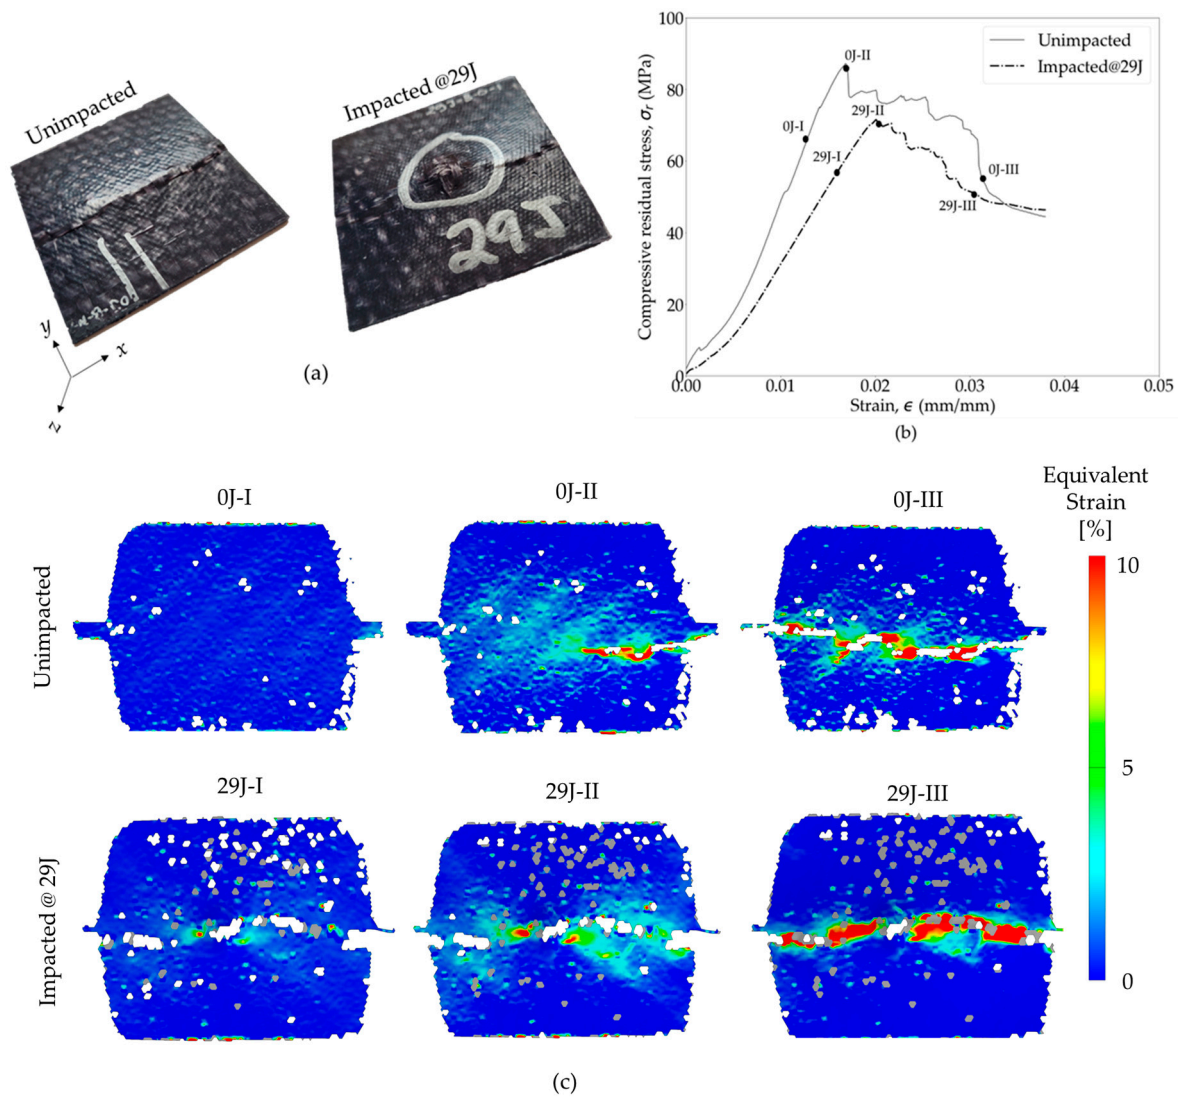 Unimpacted
Impacted @29J
29J
y
x
z
(a)
100
80
60
40
20
0
0.00
0.01
0.02
0.03
0.04
0.05
Compressive residual stress, σr (MPa)
Strain, ϵ (mm/mm)
Unimpacted
Impacted@29J
0J-I
0J-II
0J-III
29J-I
29J-II
29J-III
(b)
0J-I
0J-II
0J-III
Equivalent
Strain
[%]
10
5
0
Unimpacted
29J-I
29J-II
29J-III
Impacted @ 29J
(c)